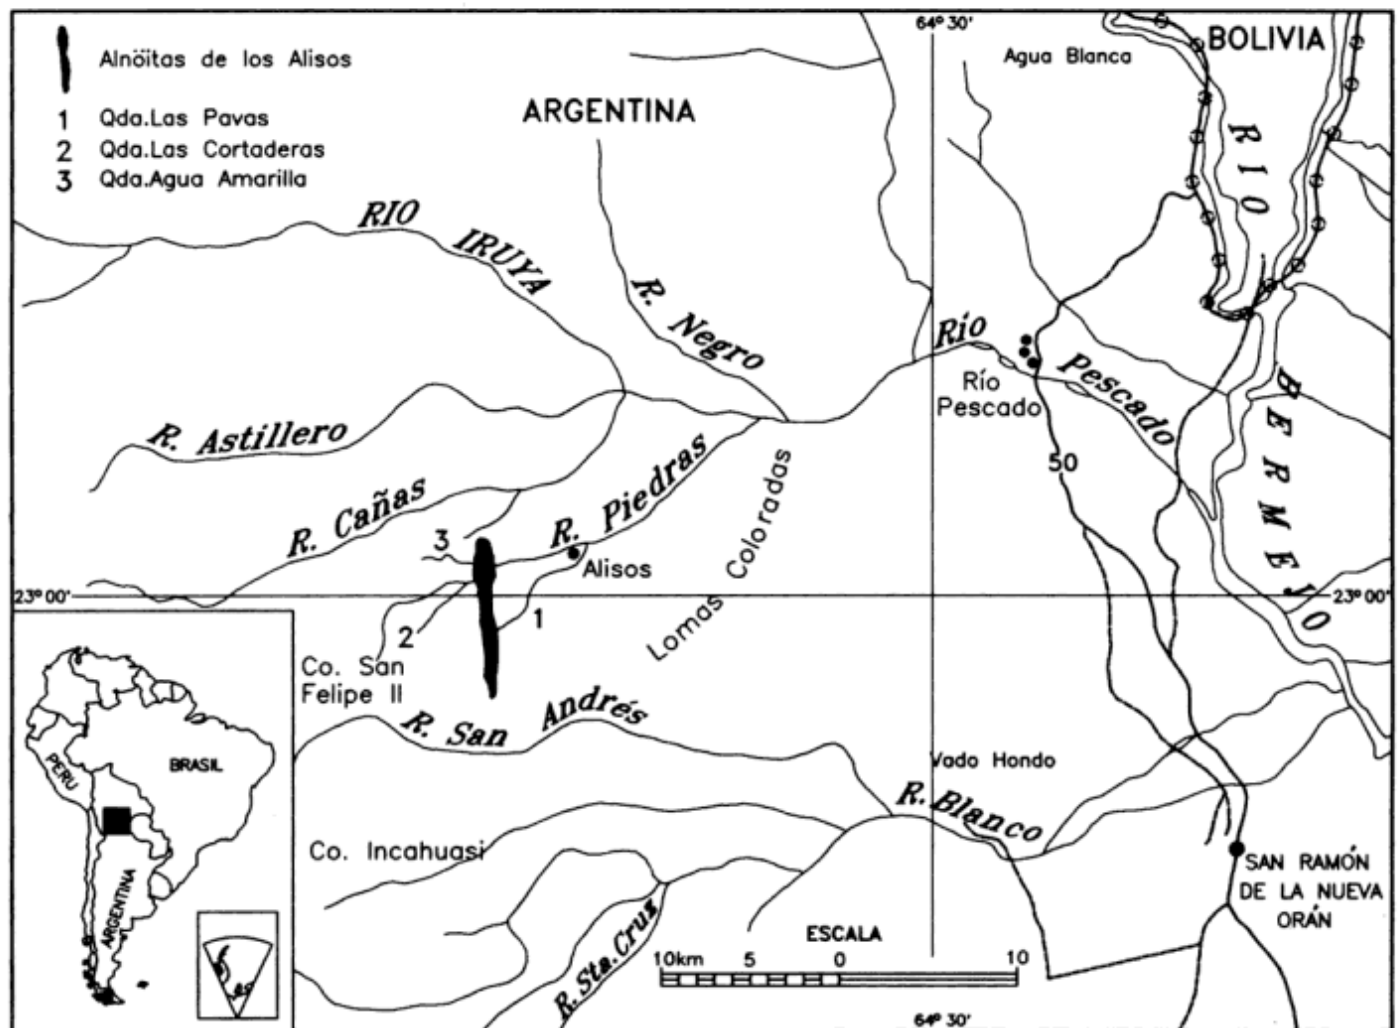 Alnöitas de los Alisos
1 Qda.Las Pavas
2 Qda.Las Cortaderas
3 Qda.Agua Amarilla
ARGENTINA
64º 30'
Agua Blanca
BOLIVIA
RIO
IRUYA
R. Negro
RIO
BERMEJO
Río
Pescado
Río
Pescado
R. Astillero
R. Cañas
R. Piedras
50
3
Alisos
Lomas Coloradas
23º 00'
23º 00'
1
2
Co. San
Felipe II
R. San Andrés
Vado Hondo
R. Blanco
Co. Incahuasi
SAN RAMÓN
DE LA NUEVA
ORÁN
R. Sta. Cruz
ESCALA
10km 5 0 10
64º 30'
PERU
BRASIL
ARGENTINA